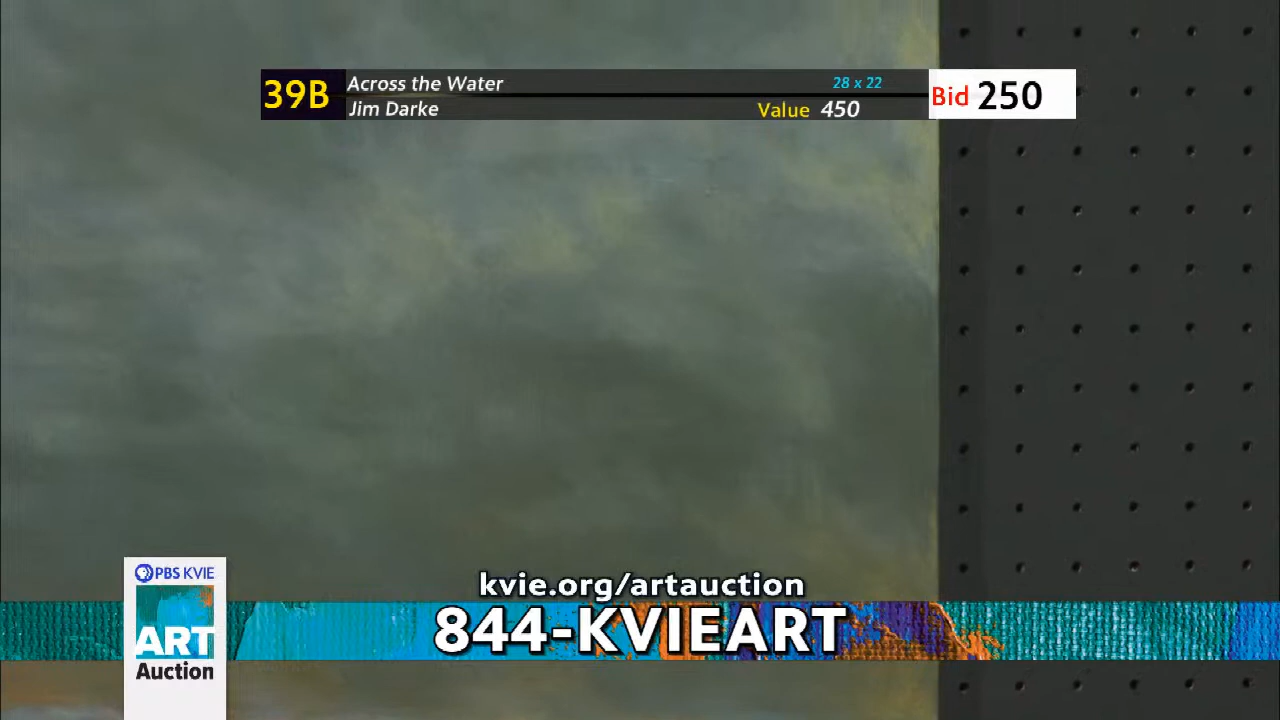 39B
Across the Water
28 x 22
Jim Darke
Value 450
Bid 250
kvie.org/artauction
844-KVIEART
PBS KVIE
ART
Auction